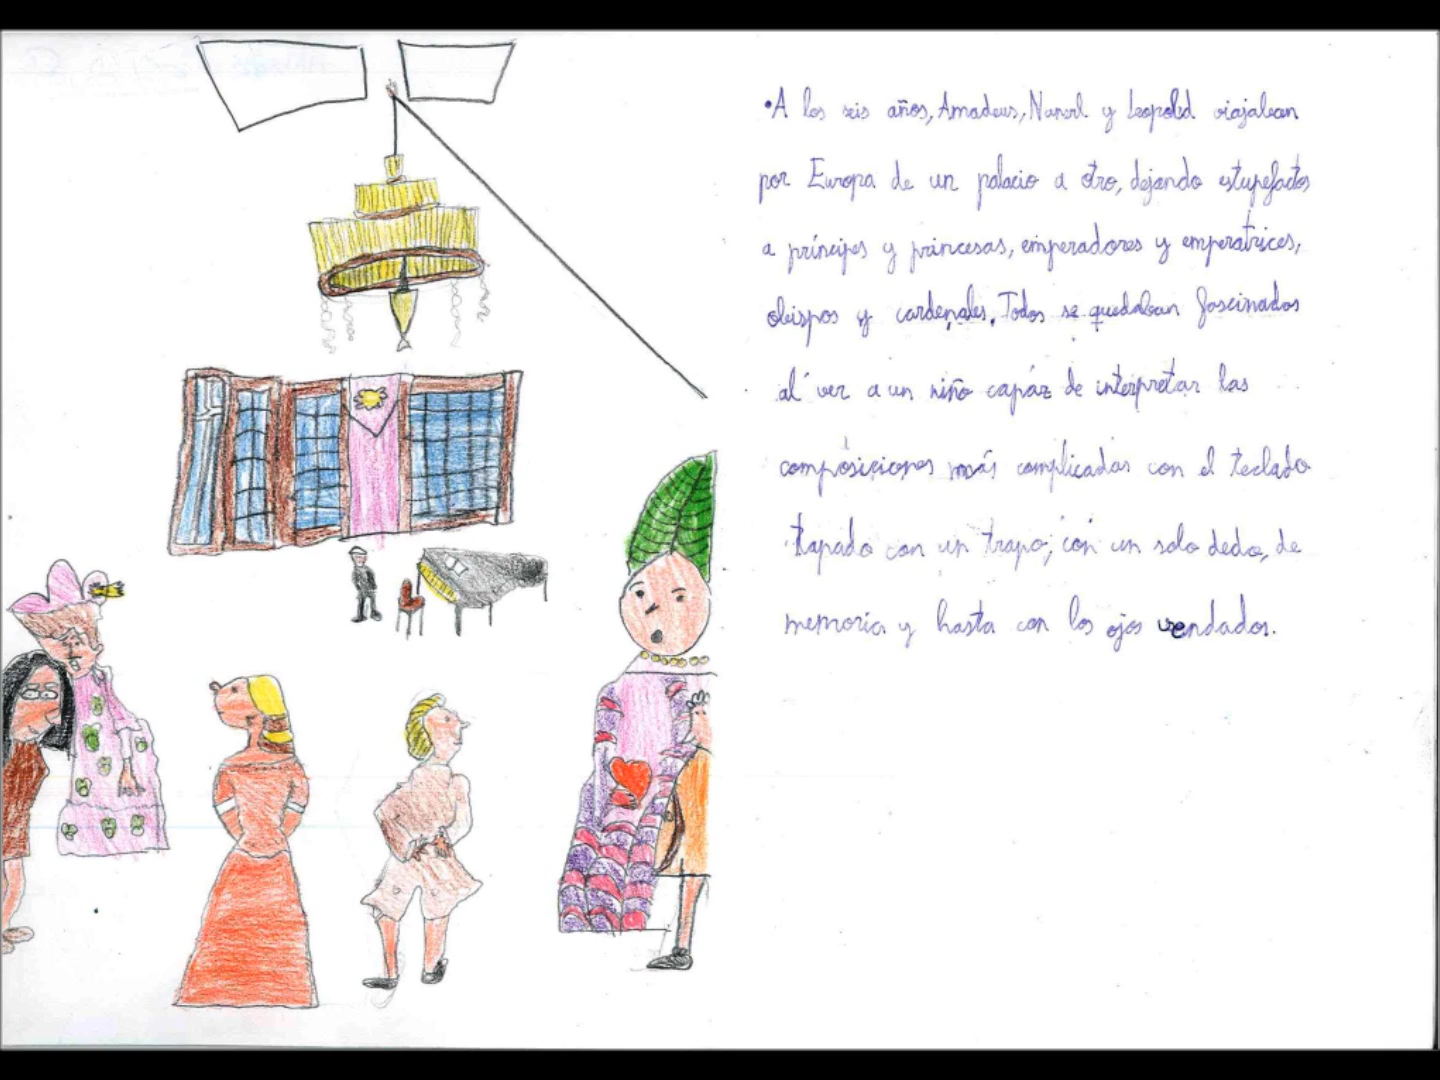 •A los seis años, Amadeus, Nanerl y Leopold viajaban
por Europa de un palacio a otro, dejando estupefactos
a príncipes y princesas, emperadores y emperatrices,
obispos y cardenales. Todos se quedaban fascinados
al ver a un niño capáz de interpretar las
composiciones más complicadas con el teclado
tapado con un trapo, con un solo dedo, de
memoria y hasta con los ojos vendados.